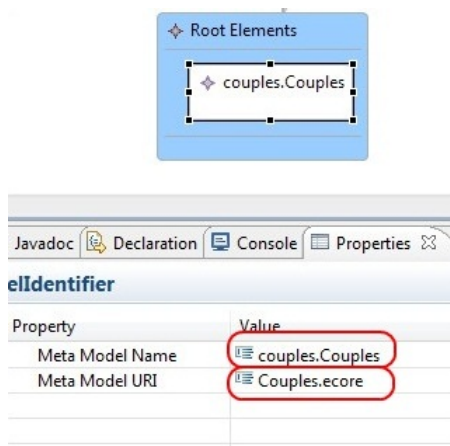 Root Elements
couples.Couples
Javadoc Declaration Console Properties
elIdentifier
Property Value
Meta Model Name couples.Couples
Meta Model URI Couples.ecore